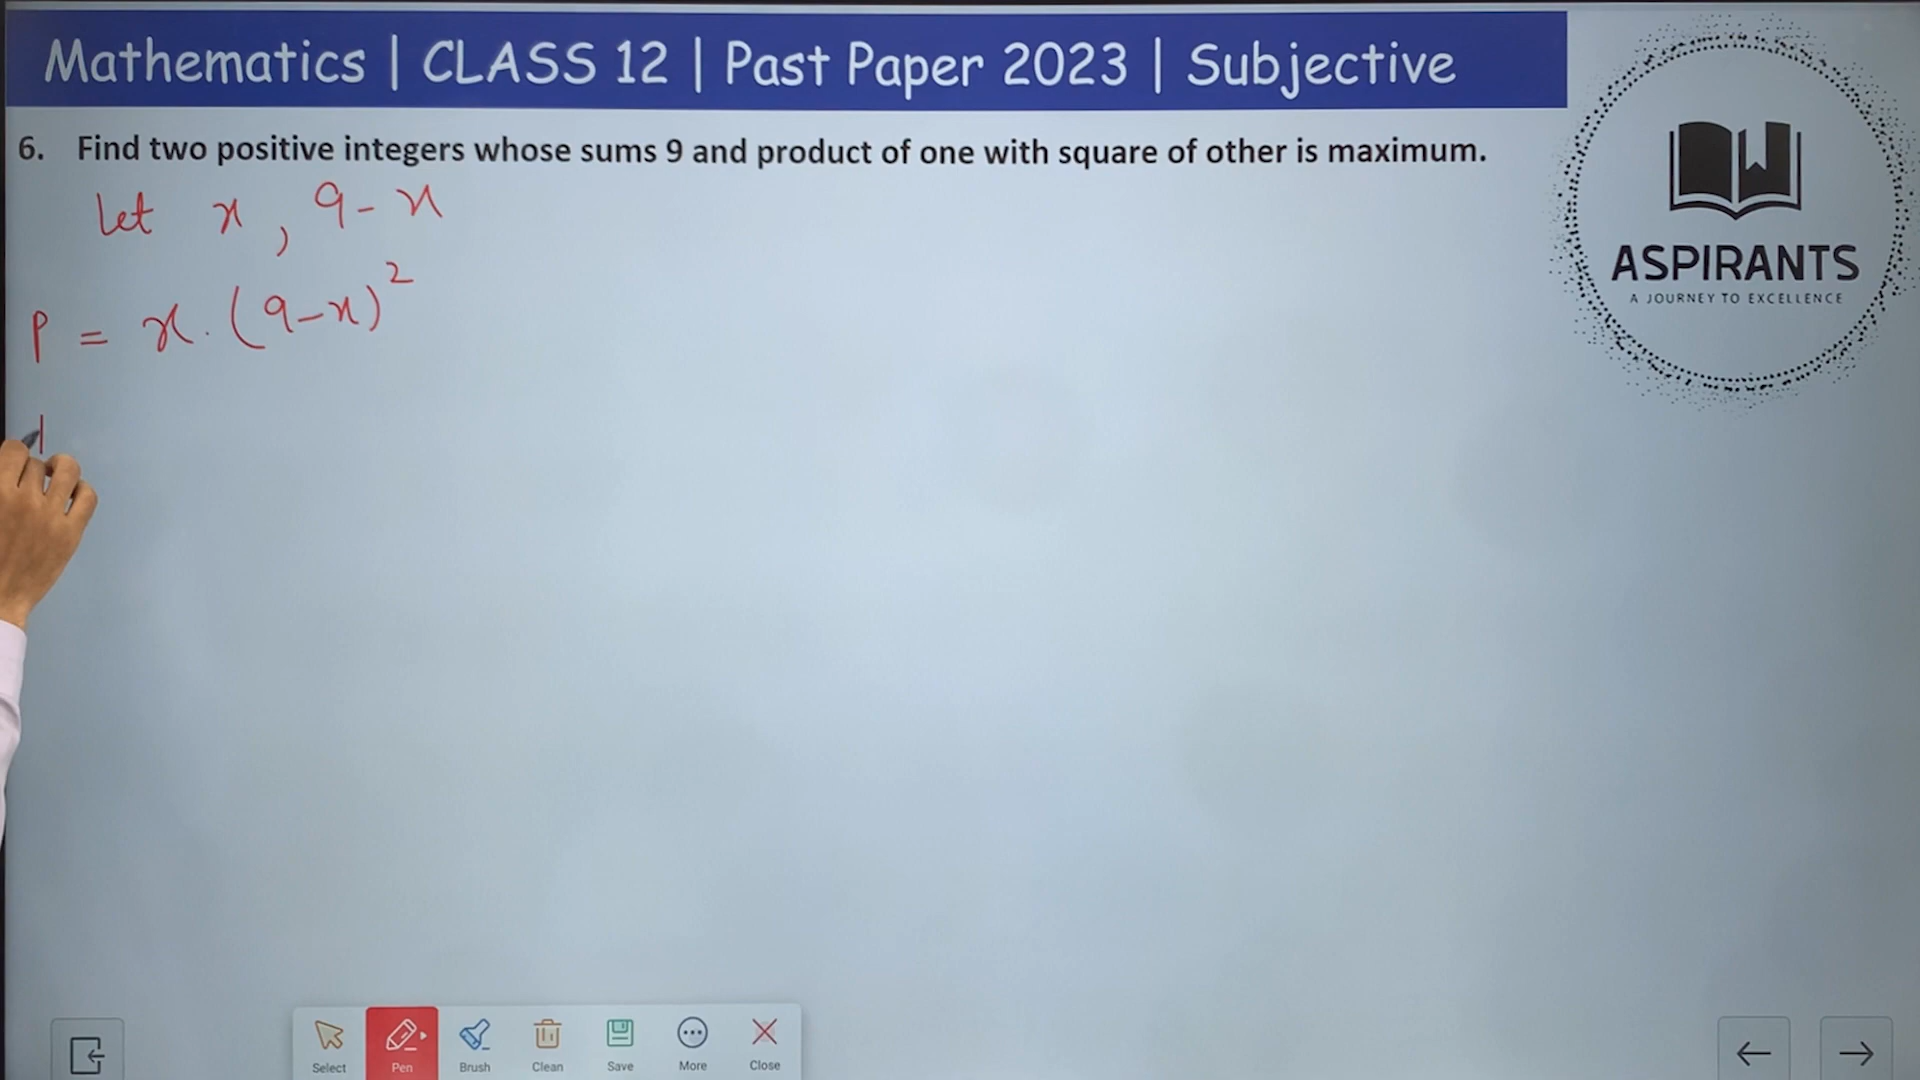 Mathematics | CLASS 12 | Past Paper 2023 | Subjective
6. Find two positive integers whose sums 9 and product of one with square of other is maximum.
Let x, 9-x
P = x.(9-x)²
ASPIRANTS
A JOURNEY TO EXCELLENCE
Select Pen Brush Clean Save More Close